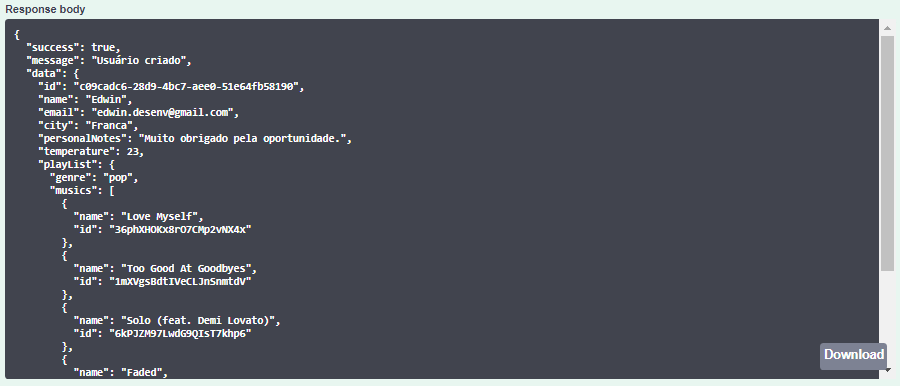 Response body
{
  "success": true,
  "message": "Usuário criado",
  "data": {
    "id": "c09cadc6-28d9-4bc7-aee0-51e64fb58190",
    "name": "Edwin",
    "email": "edwin.desenv@gmail.com",
    "city": "Franca",
    "personalNotes": "Muito obrigado pela oportunidade.",
    "temperature": 23,
    "playList": {
      "genre": "pop",
      "musics": [
        {
          "name": "Love Myself",
          "id": "36phXHOKx8rO7CMp2vNX4x"
        },
        {
          "name": "Too Good At Goodbyes",
          "id": "1mXVgsBdtIVeCLJnSnmtdV"
        },
        {
          "name": "Solo (feat. Demi Lovato)",
          "id": "6kPJZM97LwdG9QIsT7khp6"
        },
        {
          "name": "Faded",
Download